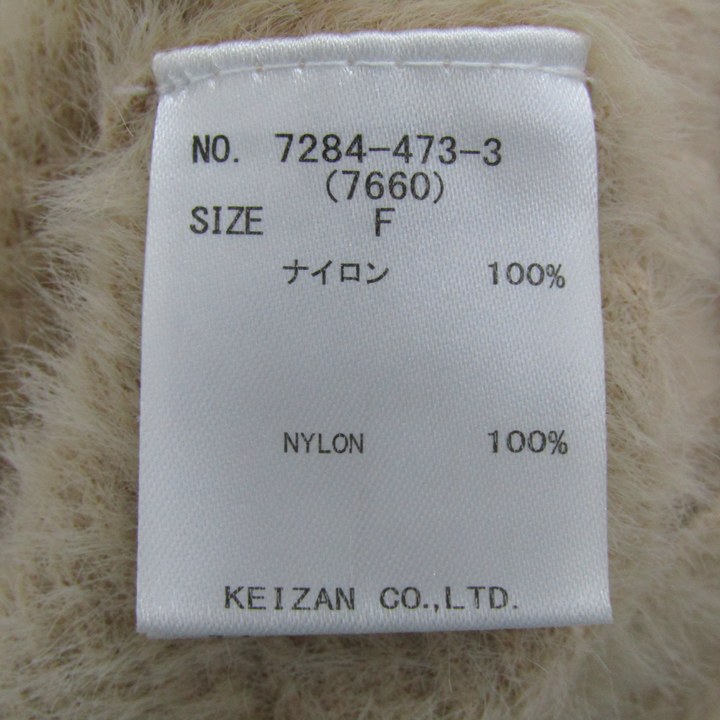 NO. 7284-473-3
(7660)
SIZE F
ナイロン 100%
NYLON 100%
KEIZAN CO.,LTD.